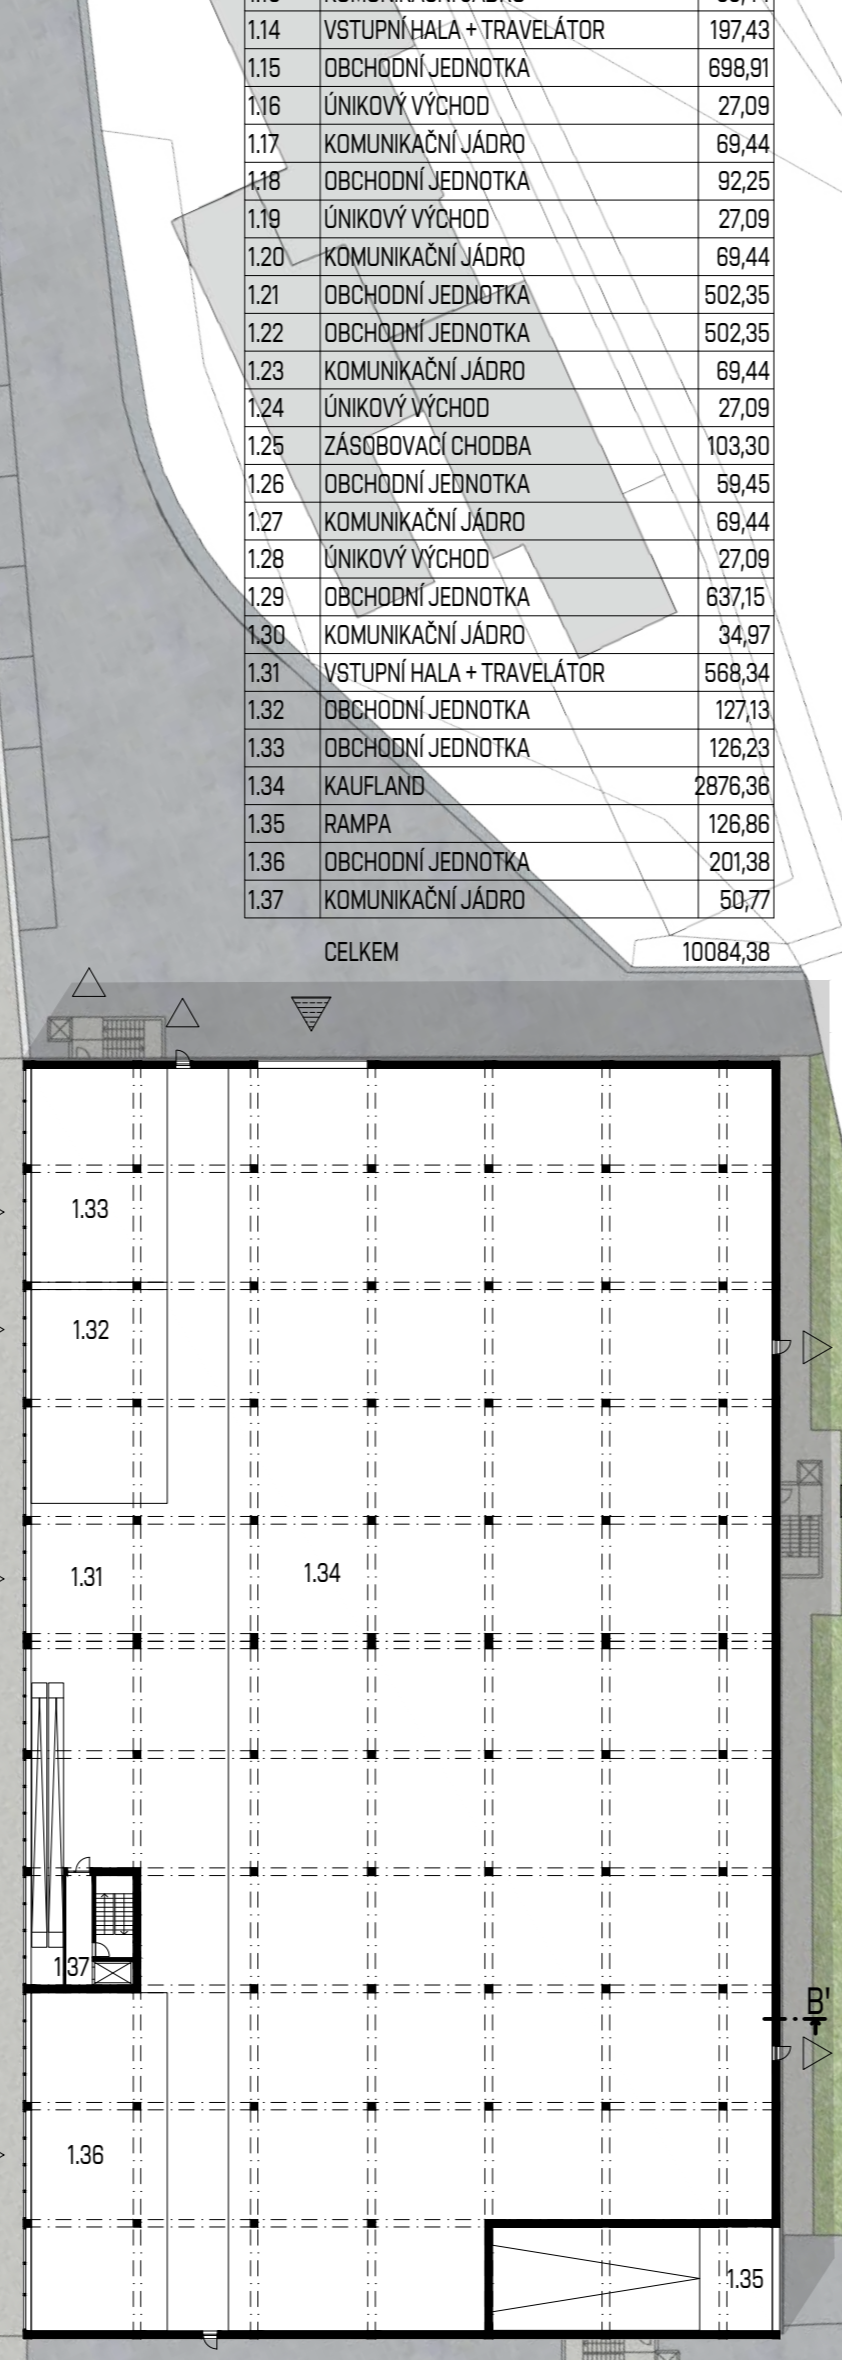 1.14 VSTUPNÍ HALA + TRAVELÁTOR 197,43
1.15 OBCHODNÍ JEDNOTKA 698,91
1.16 ÚNIKOVÝ VÝCHOD 27,09
1.17 KOMUNIKAČNÍ JÁDRO 69,44
1.18 OBCHODNÍ JEDNOTKA 92,25
1.19 ÚNIKOVÝ VÝCHOD 27,09
1.20 KOMUNIKAČNÍ JÁDRO 69,44
1.21 OBCHODNÍ JEDNOTKA 502,35
1.22 OBCHODNÍ JEDNOTKA 502,35
1.23 KOMUNIKAČNÍ JÁDRO 69,44
1.24 ÚNIKOVÝ VÝCHOD 27,09
1.25 ZÁSOBOVACÍ CHODBA 103,30
1.26 OBCHODNÍ JEDNOTKA 59,45
1.27 KOMUNIKAČNÍ JÁDRO 69,44
1.28 ÚNIKOVÝ VÝCHOD 27,09
1.29 OBCHODNÍ JEDNOTKA 637,15
1.30 KOMUNIKAČNÍ JÁDRO 34,97
1.31 VSTUPNÍ HALA + TRAVELÁTOR 568,34
1.32 OBCHODNÍ JEDNOTKA 127,13
1.33 OBCHODNÍ JEDNOTKA 126,23
1.34 KAUFLAND 2876,36
1.35 RAMPA 126,86
1.36 OBCHODNÍ JEDNOTKA 201,38
1.37 KOMUNIKAČNÍ JÁDRO 50,77
CELKEM 10084,38
1.33
1.32
1.31
1.34
1.37
B'
1.36
1.35